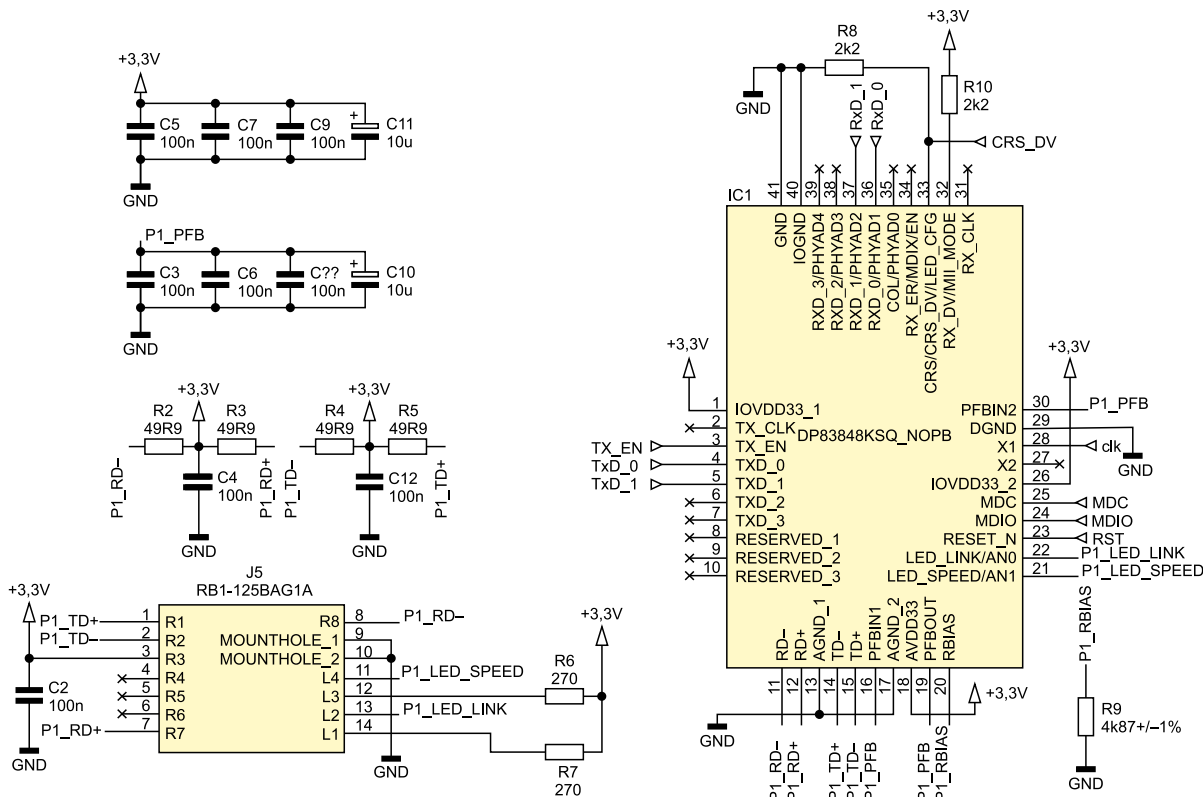 +3,3V
C5
100n
C7
100n
C9
100n
+
C11
10u
GND
P1_PFB
C3
100n
C6
100n
C??
100n
+
C10
10u
GND
+3,3V
R2
49R9
R3
49R9
C4
100n
P1_RD–
P1_RD+
GND
+3,3V
R4
49R9
R5
49R9
C12
100n
P1_TD–
P1_TD+
GND
J5
RB1-125BAG1A
+3,3V
C2
100n
GND
P1_TD+
1
R1
P1_TD–
2
R2
3
R3
4
R4
5
R5
6
R6
P1_RD+
7
R7
R8
8
P1_RD–
MOUNTHOLE_1
9
MOUNTHOLE_2
10
L4
11
P1_LED_SPEED
L3
12
L2
13
P1_LED_LINK
L1
14
GND
R6
270
R7
270
+3,3V
R8
2k2
GND
+3,3V
R10
2k2
RxD_1
RxD_0
CRS_DV
IC1
41
GND
40
IOGND
39
RXD_3/PHYAD4
38
RXD_2/PHYAD3
37
RXD_1/PHYAD2
36
RXD_0/PHYAD1
35
COL/PHYAD0
34
RX_ER/MDIX/EN
33
CRS/CRS_DV/LED_CFG
32
RX_DV/MII_MODE
31
RX_CLK
DP83848KSQ_NOPB
+3,3V
1
IOVDD33_1
2
TX_CLK
TX_EN
3
TX_EN
TxD_0
4
TXD_0
TxD_1
5
TXD_1
6
TXD_2
7
TXD_3
8
RESERVED_1
9
RESERVED_2
10
RESERVED_3
+3,3V
PFBIN2
30
P1_PFB
DGND
29
GND
X1
28
clk
X2
27
IOVDD33_2
26
MDC
25
MDC
MDIO
24
MDIO
RESET_N
23
RST
LED_LINK/AN0
22
P1_LED_LINK
LED_SPEED/AN1
21
P1_LED_SPEED
RD–
11
P1_RD–
RD+
12
P1_RD+
AGND_1
13
TD–
14
P1_TD+
TD+
15
P1_TD–
PFBIN1
16
P1_PFB
AGND_2
17
AVDD33
18
PFBOUT
19
P1_PFB
RBIAS
20
P1_RBIAS
GND
+3,3V
P1_RBIAS
R9
4k87+/–1%
GND